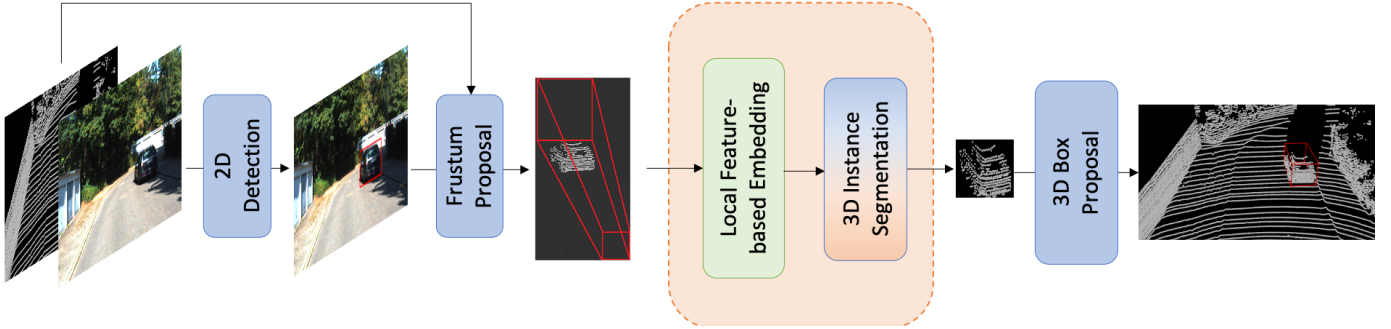 2D
Detection
Frustum
Proposal
Local Feature-
based Embedding
3D Instance
Segmentation
3D Box
Proposal